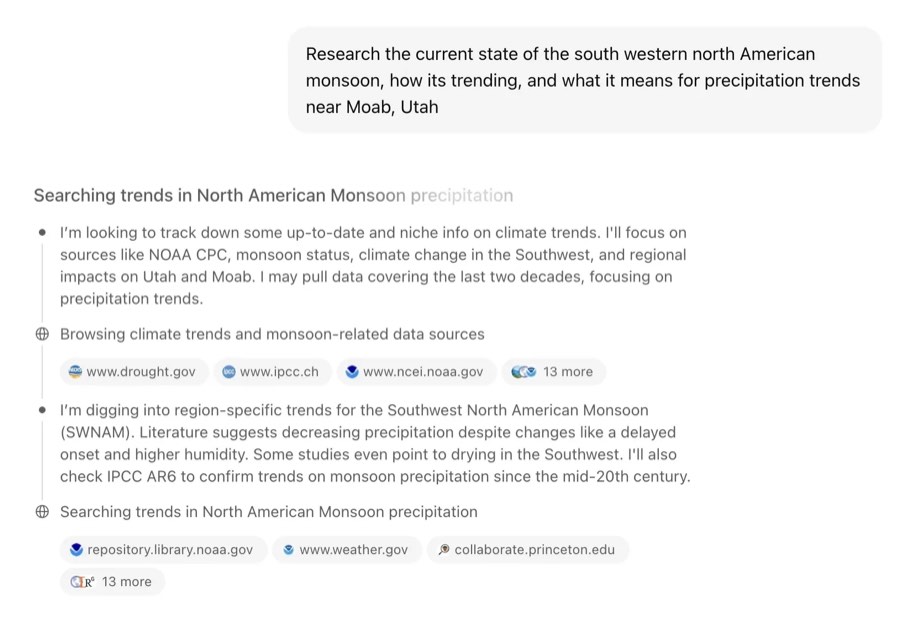 Research the current state of the south western north American
monsoon, how its trending, and what it means for precipitation trends
near Moab, Utah
Searching trends in North American Monsoon precipitation
I'm looking to track down some up-to-date and niche info on climate trends. I'll focus on
sources like NOAA CPC, monsoon status, climate change in the Southwest, and regional
impacts on Utah and Moab. I may pull data covering the last two decades, focusing on
precipitation trends.
Browsing climate trends and monsoon-related data sources
www.drought.gov www.ipcc.ch www.ncei.noaa.gov 13 more
I'm digging into region-specific trends for the Southwest North American Monsoon
(SWNAM). Literature suggests decreasing precipitation despite changes like a delayed
onset and higher humidity. Some studies even point to drying in the Southwest. I'll also
check IPCC AR6 to confirm trends on monsoon precipitation since the mid-20th century.
Searching trends in North American Monsoon precipitation
repository.library.noaa.gov www.weather.gov collaborate.princeton.edu
13 more